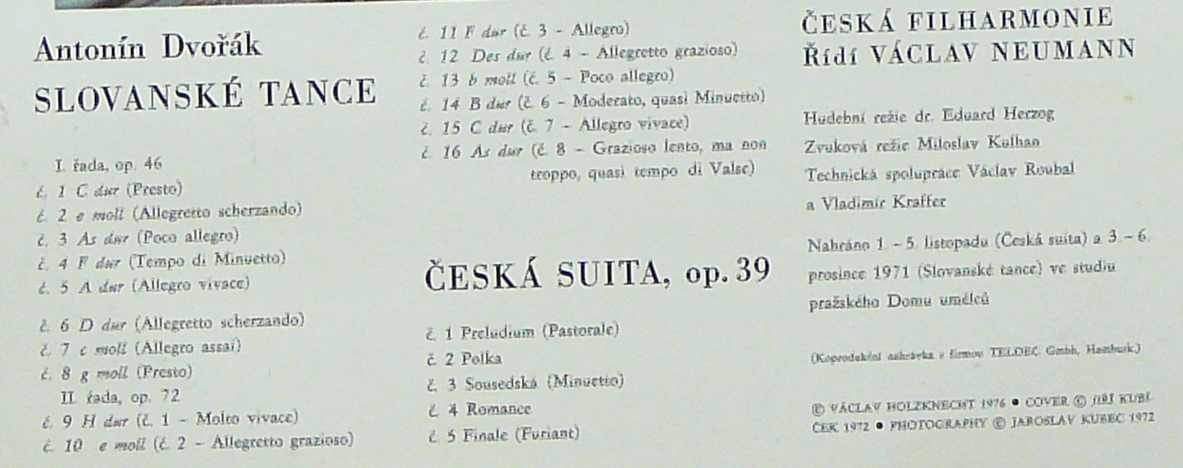 Antonín Dvořák
SLOVANSKÉ TANCE
I. řada, op. 46
č. 1 C dur (Presto)
č. 2 e moll (Allegretto scherzando)
č. 3 As dur (Poco allegro)
č. 4 F dur (Tempo di Minuetto)
č. 5 A dur (Allegro vivace)
č. 6 D dur (Allegretto scherzando)
č. 7 c moll (Allegro assai)
č. 8 g moll (Presto)
II. řada, op. 72
č. 9 H dur (č. 1 - Molto vivace)
č. 10 e moll (č. 2 - Allegretto grazioso)
č. 11 F dur (č. 3 - Allegro)
č. 12 Des dur (č. 4 - Allegretto grazioso)
č. 13 b moll (č. 5 - Poco allegro)
č. 14 B dur (č. 6 - Moderato, quasi Minuetto)
č. 15 C dur (č. 7 - Allegro vivace)
č. 16 As dur (č. 8 - Grazioso lento, ma non
troppo, quasi tempo di Valse)
ČESKÁ SUITA, op. 39
č. 1 Preludium (Pastorale)
č. 2 Polka
č. 3 Sousedská (Minuetto)
č. 4 Romance
č. 5 Finale (Furiant)
ČESKÁ FILHARMONIE
Řídí VÁCLAV NEUMANN
Hudební režie dr. Eduard Herzog
Zvuková režie Miloslav Kulhan
Technická spolupráce Václav Roubal
a Vladimír Kraffer
Nahráno 1. - 5. listopadu (Česká suita) a 3. - 6.
prosince 1971 (Slovanské tance) ve studiu
pražského Domu umělců
(Koprodukční nahrávka s firmou TELDEC Gmbh, Hamburk.)
Ⓟ VÁCLAV HOLZKNECHT 1976 • COVER © JIŘÍ KUBÍ-
ČEK 1972 • PHOTOGRAPHY © JAROSLAV KUBEC 1972